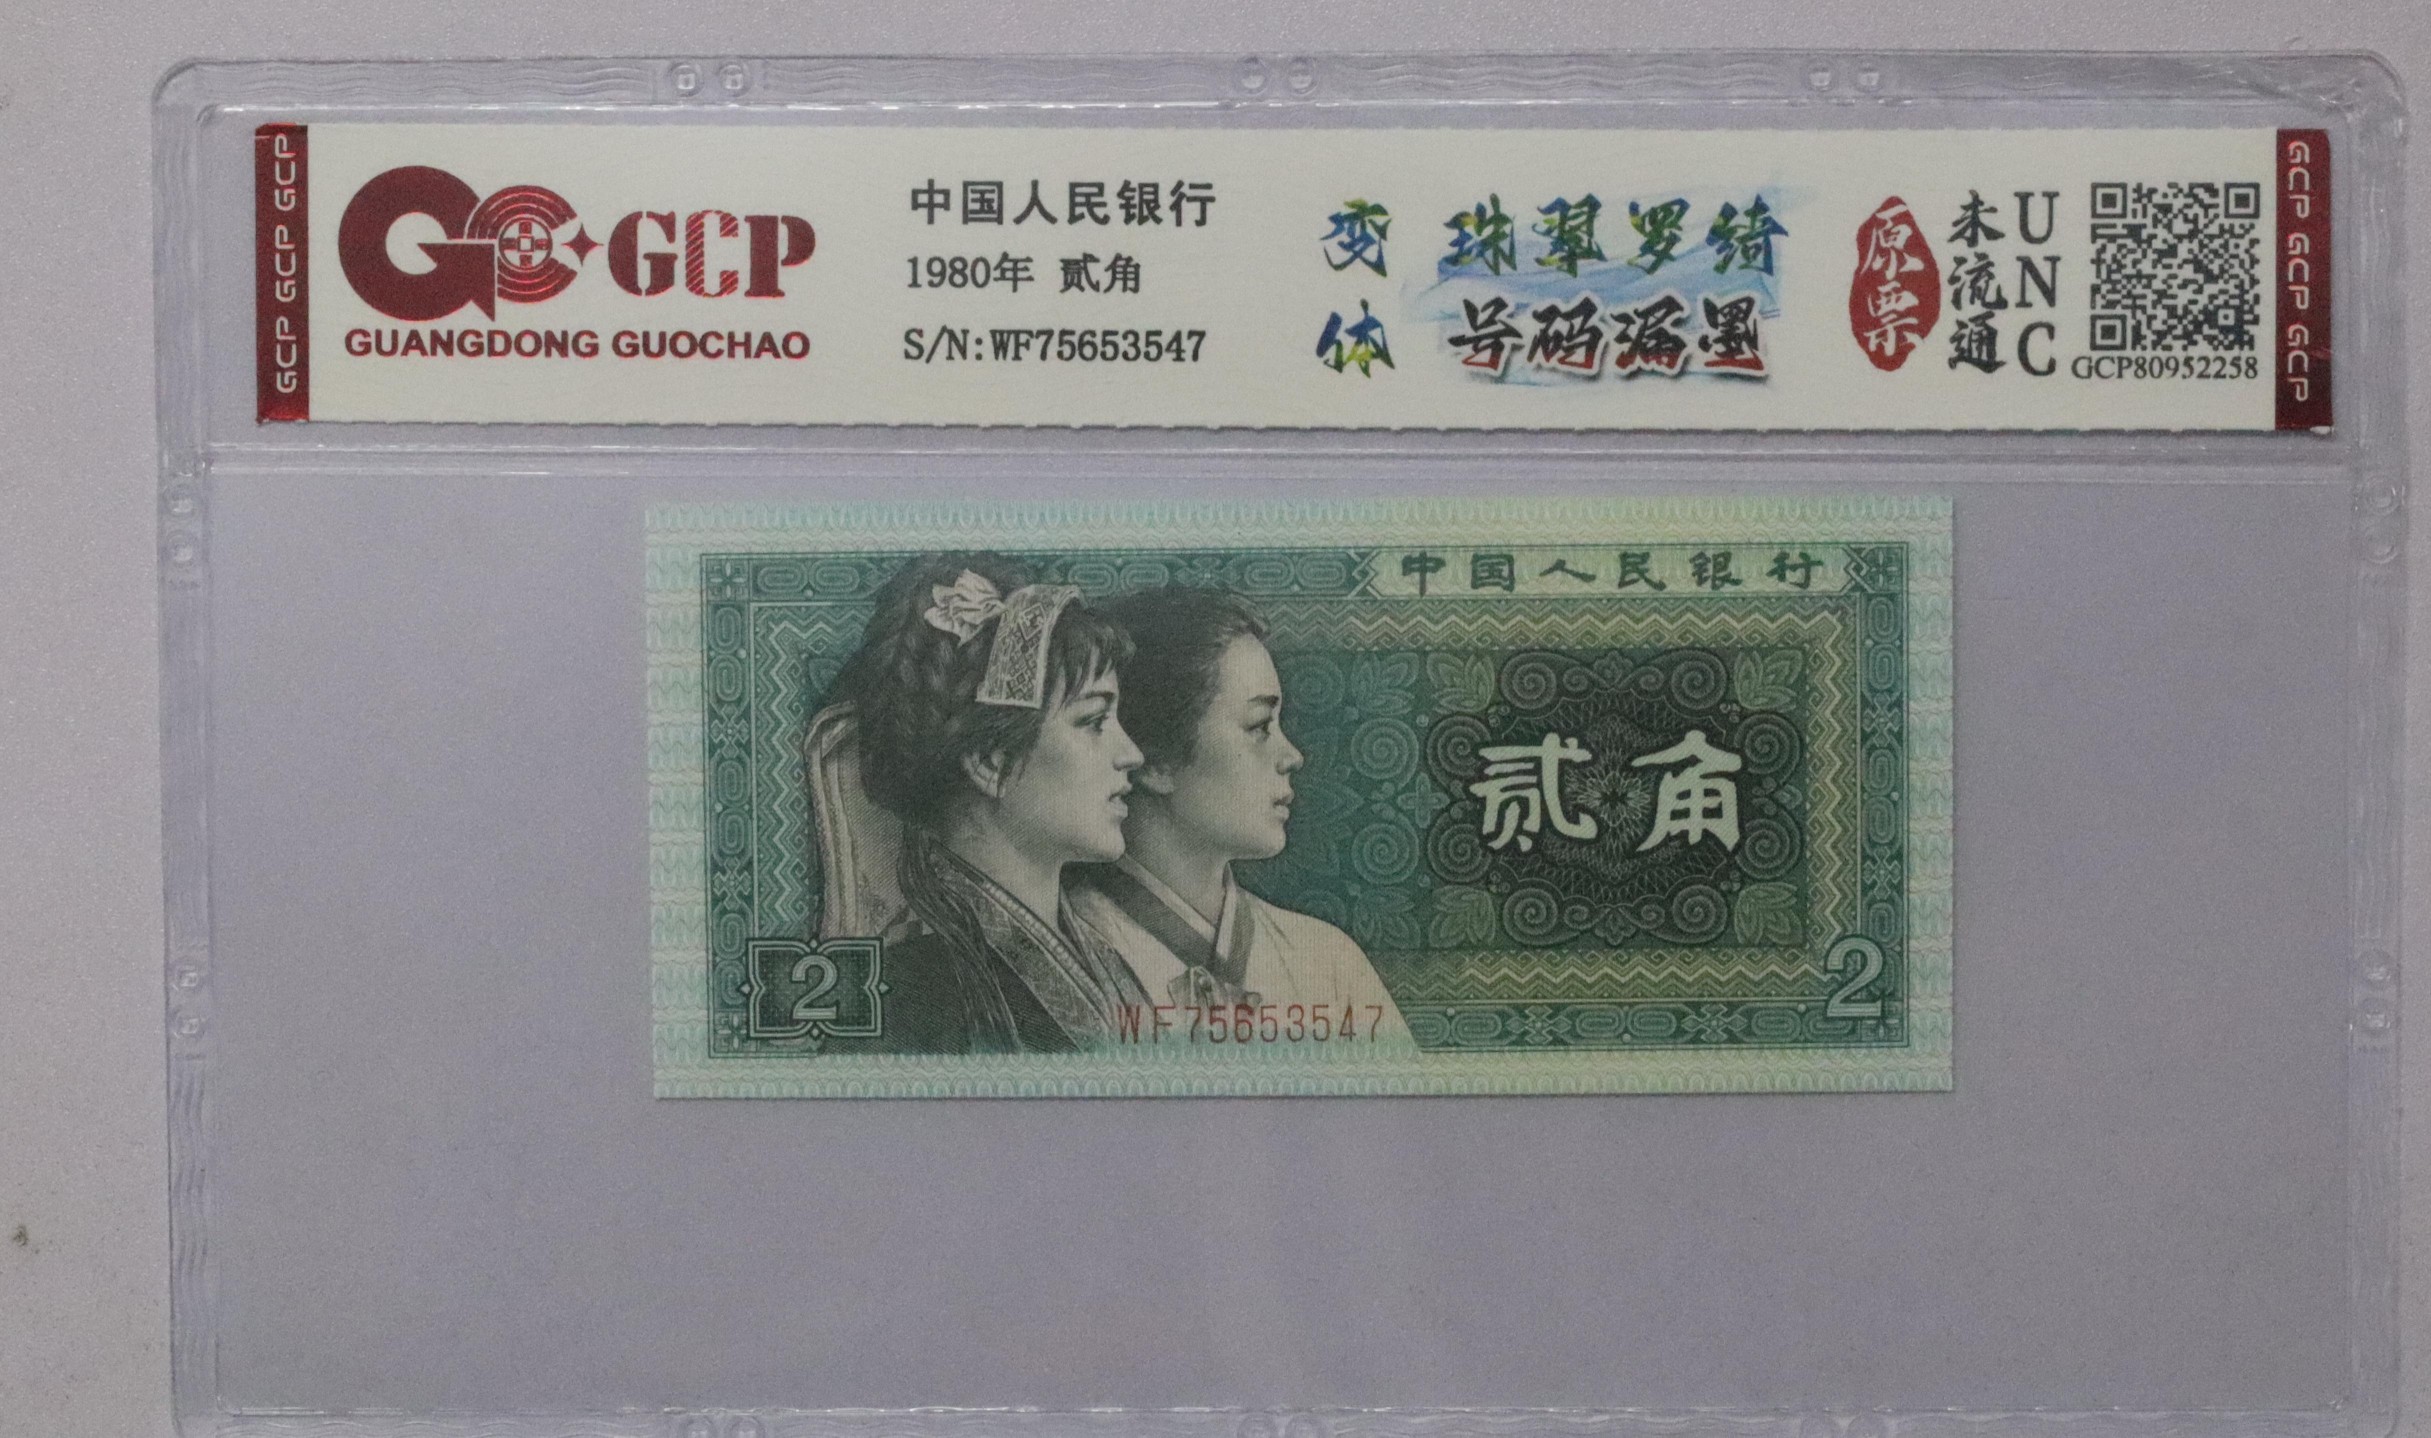 GCP GCP GCP
GCP
GUANGDONG GUOCHAO
中国人民银行
1980年 贰角
S/N:WF75653547
变体
珠翠罗绮
号码漏墨
原票
未流通
UNC
GCP80952258
GCP GCP GCP
中国人民银行
贰角
2
2
WF75653547